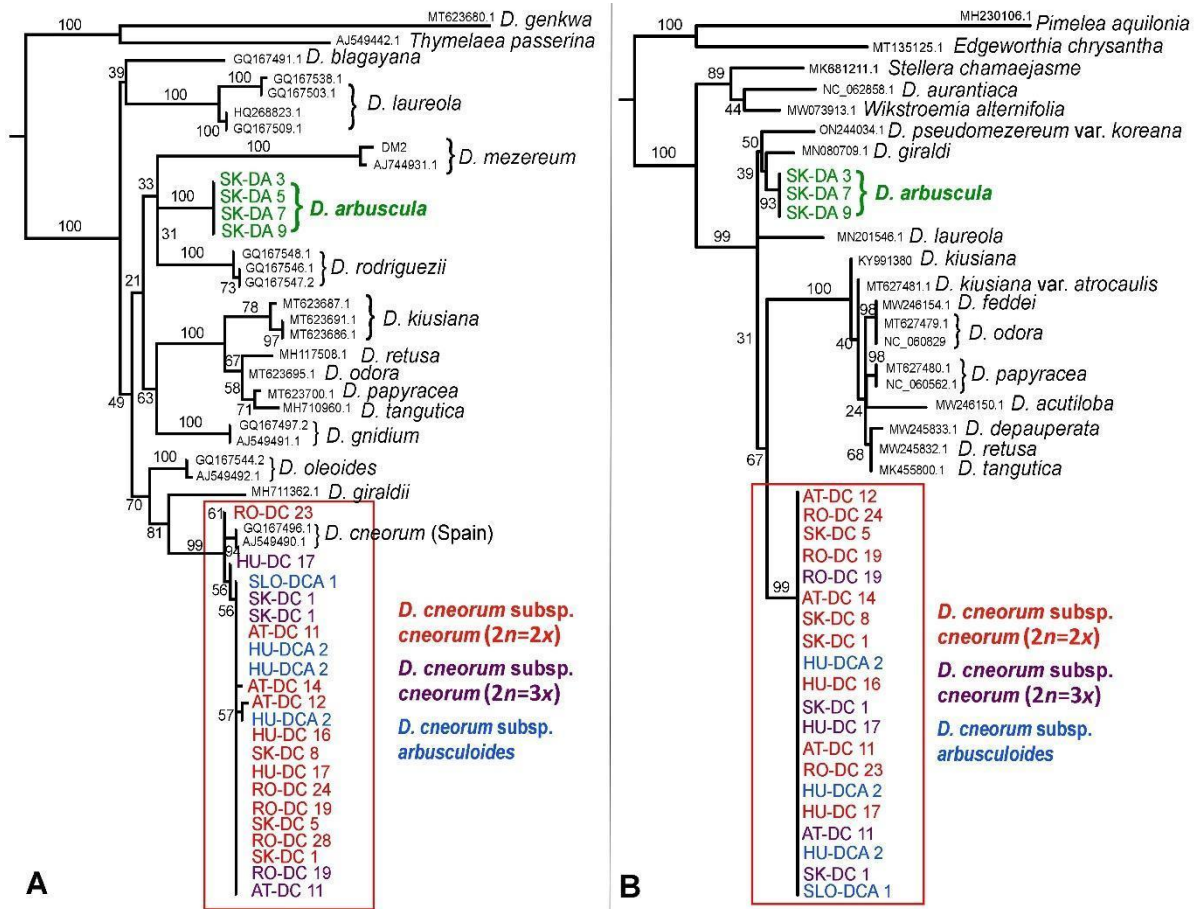 100
MT623680.1 D. genkwa
AJ549442.1 Thymelaea passerina
39
GQ167491.1 D. blagayana
100
100
GQ167538.1
GQ167503.1
D. laureola
100
HQ268823.1
GQ167509.1
100
DM2
AJ744931.1
D. mezereum
33
100
SK-DA 3
SK-DA 5
SK-DA 7
SK-DA 9
D. arbuscula
100
31
100
GQ167548.1
GQ167546.1
73 GQ167547.2
D. rodriguezii
21
78
MT623687.1
MT623691.1
97 MT623686.1
D. kiusiana
100
67
MH117508.1 D. retusa
MT623695.1 D. odora
58
MT623700.1 D. papyracea
71 MH710960.1 D. tangutica
49
63
100
GQ167497.2
AJ549491.1
D. gnidium
100
GQ167544.2
AJ549492.1
D. oleoides
70
MH711362.1 D. giraldii
81
99
61 RO-DC 23
GQ167496.1
AJ549490.1
D. cneorum (Spain)
94
HU-DC 17
56
SLO-DCA 1
56
SK-DC 1
SK-DC 1
AT-DC 11
HU-DCA 2
HU-DCA 2
AT-DC 14
AT-DC 12
57
HU-DCA 2
HU-DC 16
SK-DC 8
HU-DC 17
RO-DC 24
RO-DC 19
SK-DC 5
RO-DC 28
SK-DC 1
RO-DC 19
AT-DC 11
D. cneorum subsp.
cneorum (2n=2x)
D. cneorum subsp.
cneorum (2n=3x)
D. cneorum subsp.
arbusculoides
A
100
MH230106.1 Pimelea aquilonia
MT135125.1 Edgeworthia chrysantha
89
MK681211.1 Stellera chamaejasme
NC_062858.1 D. aurantiaca
44
MW073913.1 Wikstroemia alternifolia
100
50
ON244034.1 D. pseudomezereum var. koreana
MN080709.1 D. giraldi
39
SK-DA 3
SK-DA 7
93 SK-DA 9
D. arbuscula
99
MN201546.1 D. laureola
KY991380 D. kiusiana
100
MT627481.1 D. kiusiana var. atrocaulis
MW246154.1 D. feddei
98
MT627479.1
NC_060829
D. odora
31
40
98
MT627480.1
NC_060562.1
D. papyracea
24
MW246150.1 D. acutiloba
MW245833.1 D. depauperata
68
MW245832.1 D. retusa
MK455800.1 D. tangutica
67
AT-DC 12
RO-DC 24
SK-DC 5
RO-DC 19
RO-DC 19
99
AT-DC 14
SK-DC 8
SK-DC 1
HU-DCA 2
HU-DC 16
SK-DC 1
HU-DC 17
AT-DC 11
RO-DC 23
HU-DCA 2
HU-DC 17
AT-DC 11
HU-DCA 2
SK-DC 1
SLO-DCA 1
D. cneorum subsp.
cneorum (2n=2x)
D. cneorum subsp.
cneorum (2n=3x)
D. cneorum subsp.
arbusculoides
B